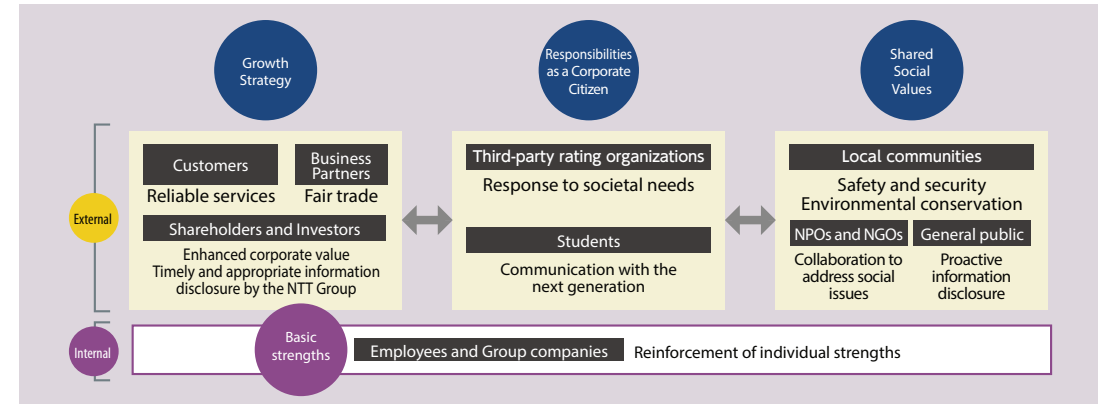 Growth
Strategy
Responsibilities
as a Corporate
Citizen
Shared
Social
Values
External
Customers
Reliable services
Business
Partners
Fair trade
Shareholders and Investors
Enhanced corporate value
Timely and appropriate information
disclosure by the NTT Group
Third-party rating organizations
Response to societal needs
Students
Communication with the
next generation
Local communities
Safety and security
Environmental conservation
NPOs and NGOs
Collaboration to
address social
issues
General public
Proactive
information
disclosure
Internal
Basic
strengths
Employees and Group companies
Reinforcement of individual strengths